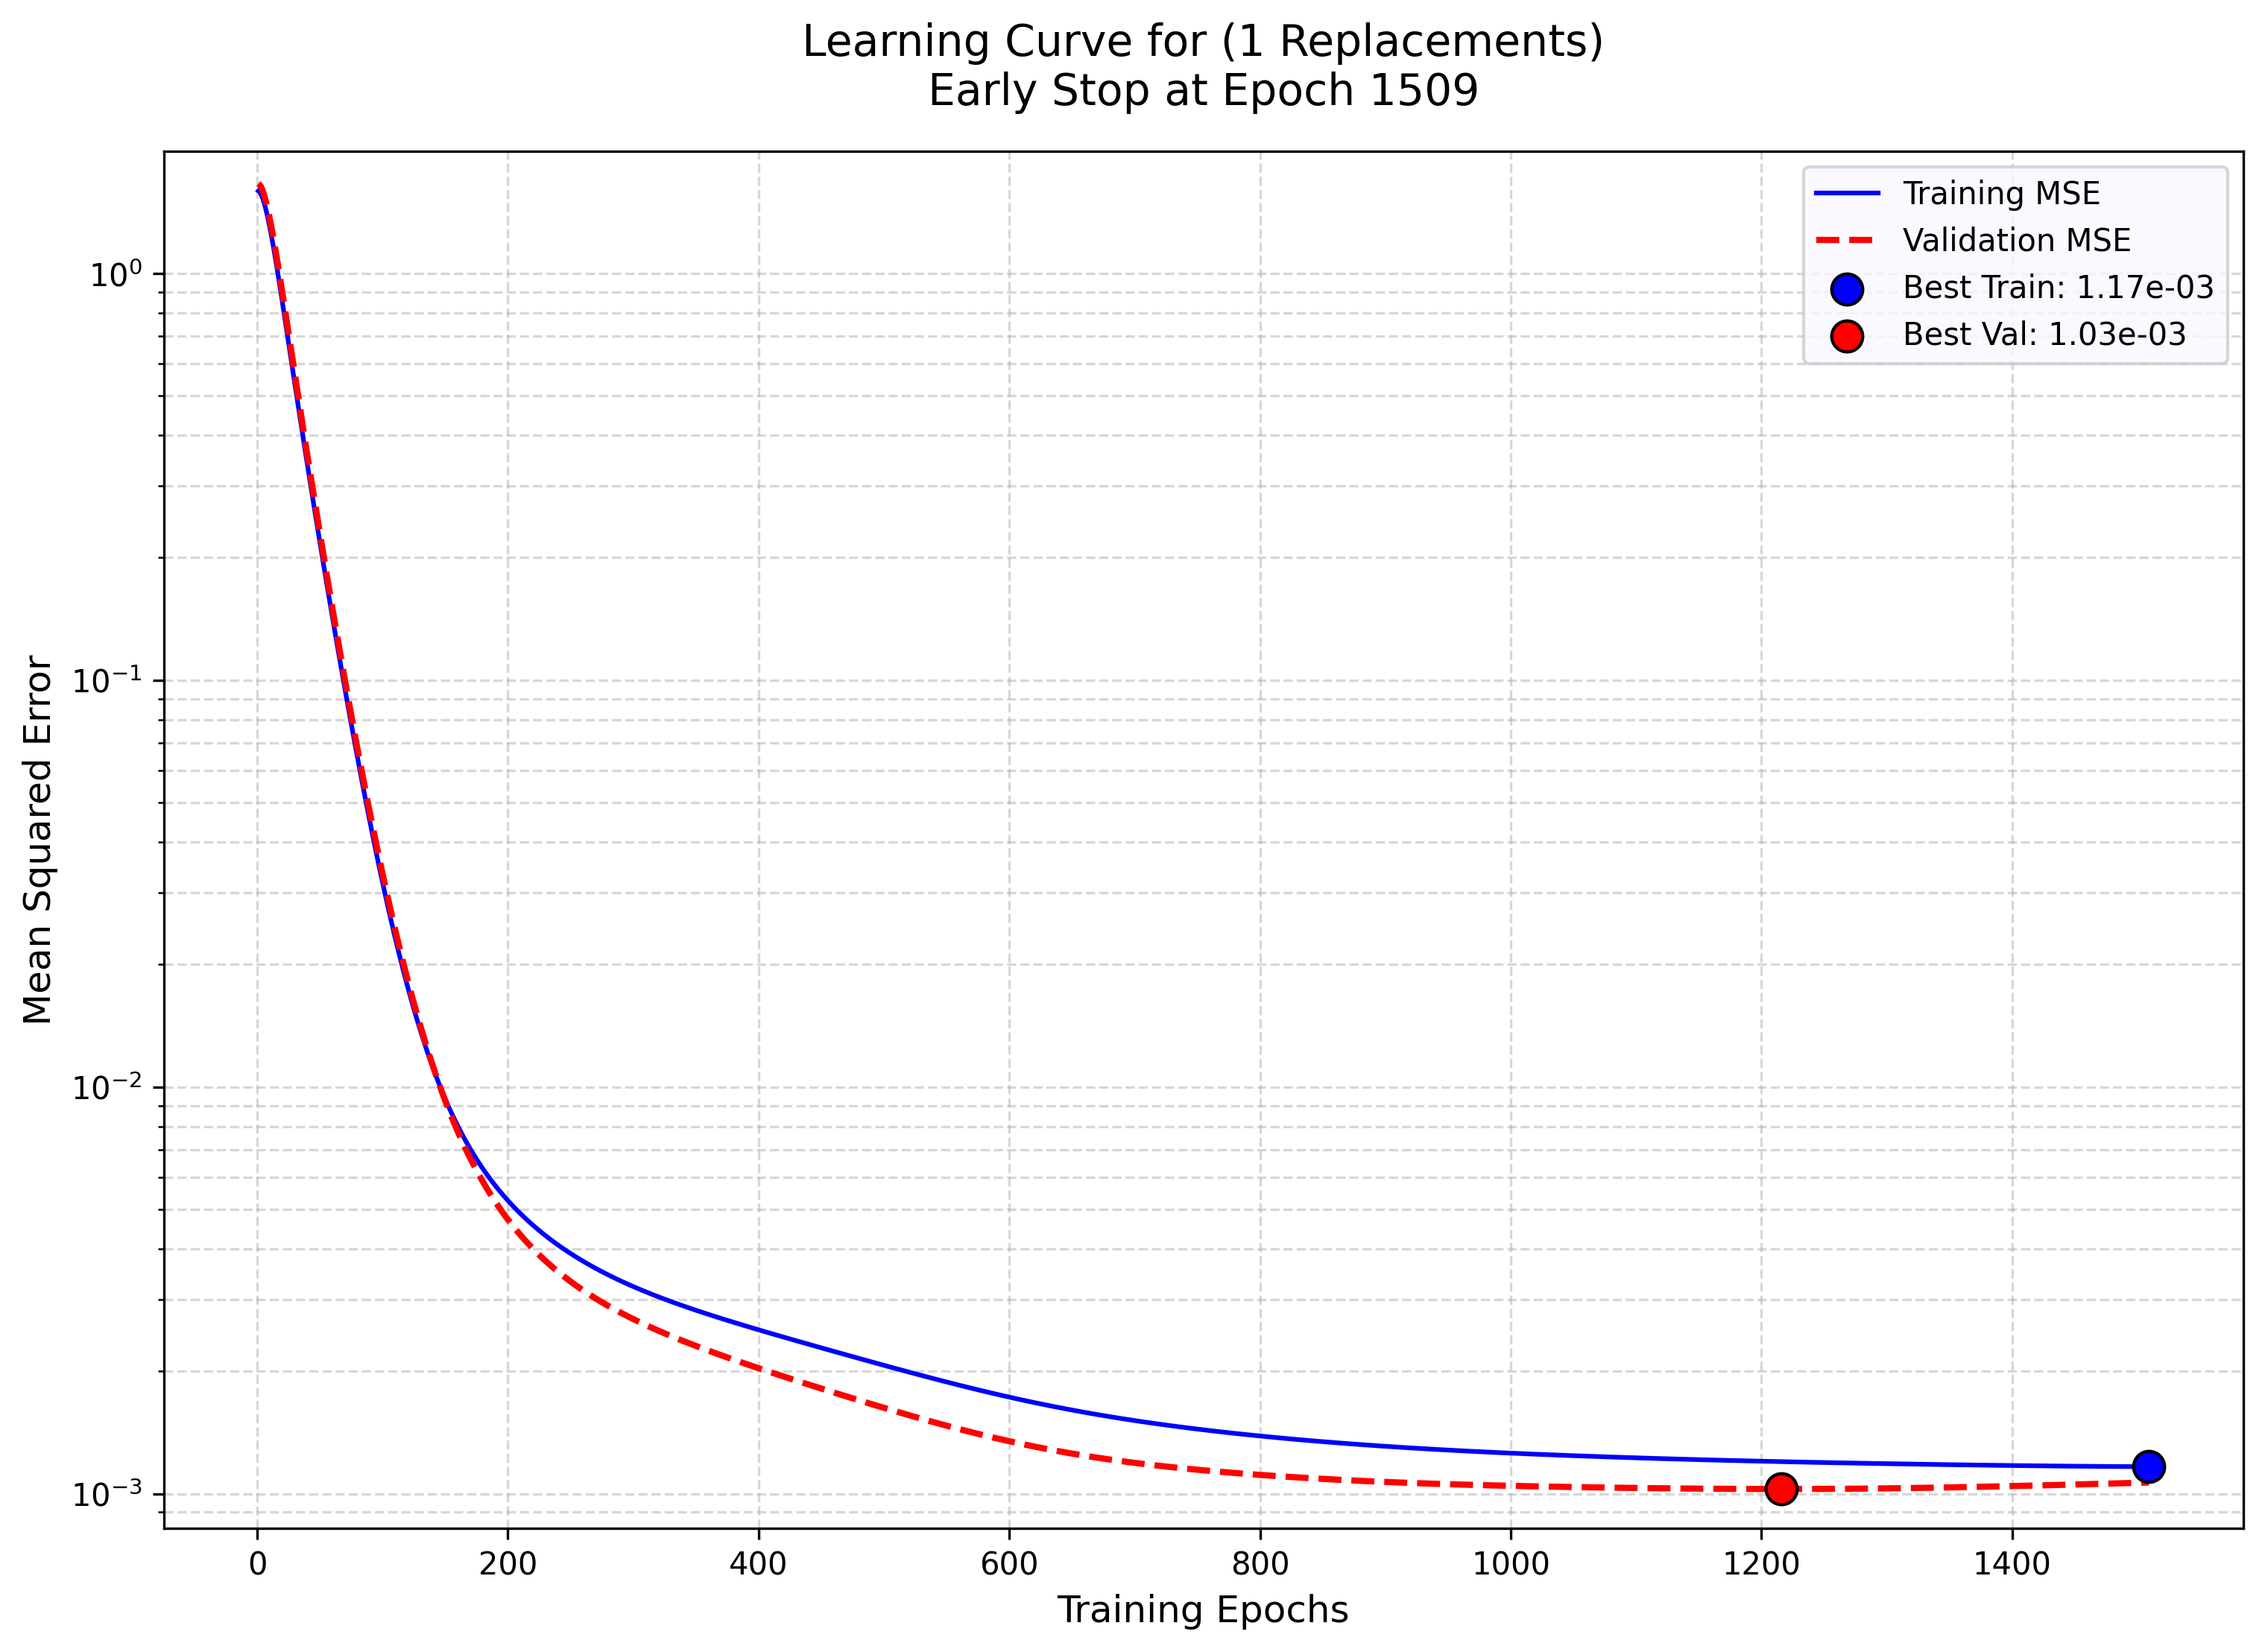 Learning Curve for (1 Replacements)
Early Stop at Epoch 1509
Training MSE
Validation MSE
Best Train: 1.17e-03
Best Val: 1.03e-03
Mean Squared Error
10⁰
10⁻¹
10⁻²
10⁻³
0 200 400 600 800 1000 1200 1400
Training Epochs